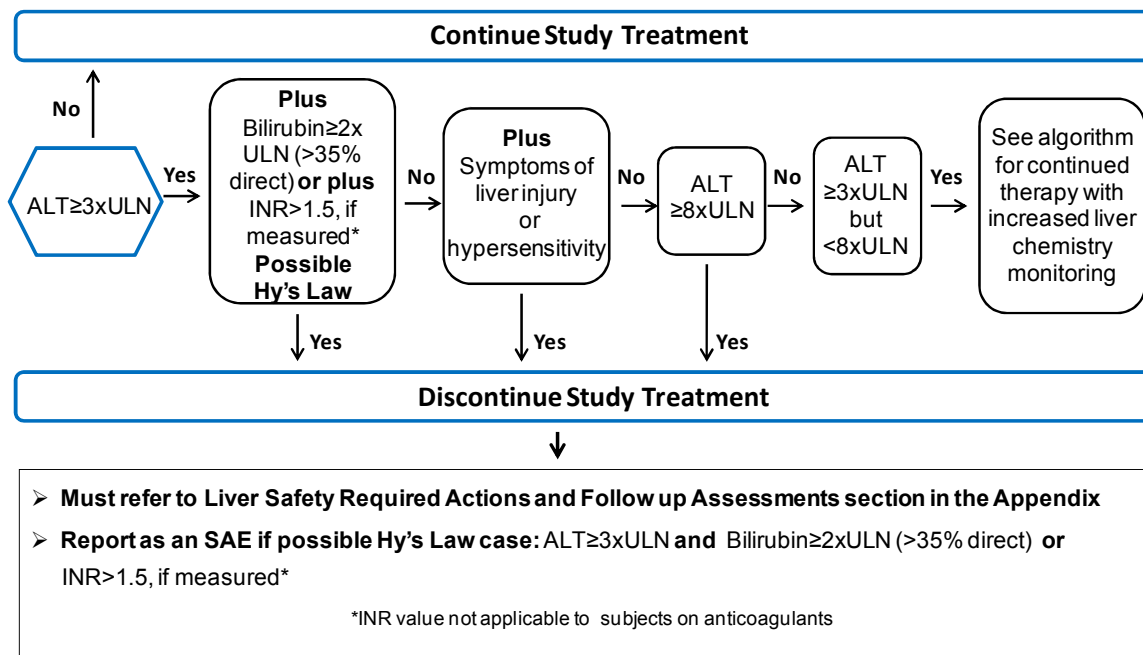 Continue Study Treatment
No
ALT≥3xULN
Yes
Plus
Bilirubin≥2x
ULN (>35%
direct) or plus
INR>1.5, if
measured*
Possible
Hy's Law
No
Yes
Plus
Symptoms of
liver injury
or
hypersensitivity
No
Yes
ALT
≥8xULN
No
Yes
ALT
≥3xULN
but
<8xULN
Yes
See algorithm
for continued
therapy with
increased liver
chemistry
monitoring
Discontinue Study Treatment
➢ Must refer to Liver Safety Required Actions and Follow up Assessments section in the Appendix
➢ Report as an SAE if possible Hy's Law case: ALT≥3xULN and Bilirubin≥2xULN (>35% direct) or
INR>1.5, if measured*
*INR value not applicable to subjects on anticoagulants